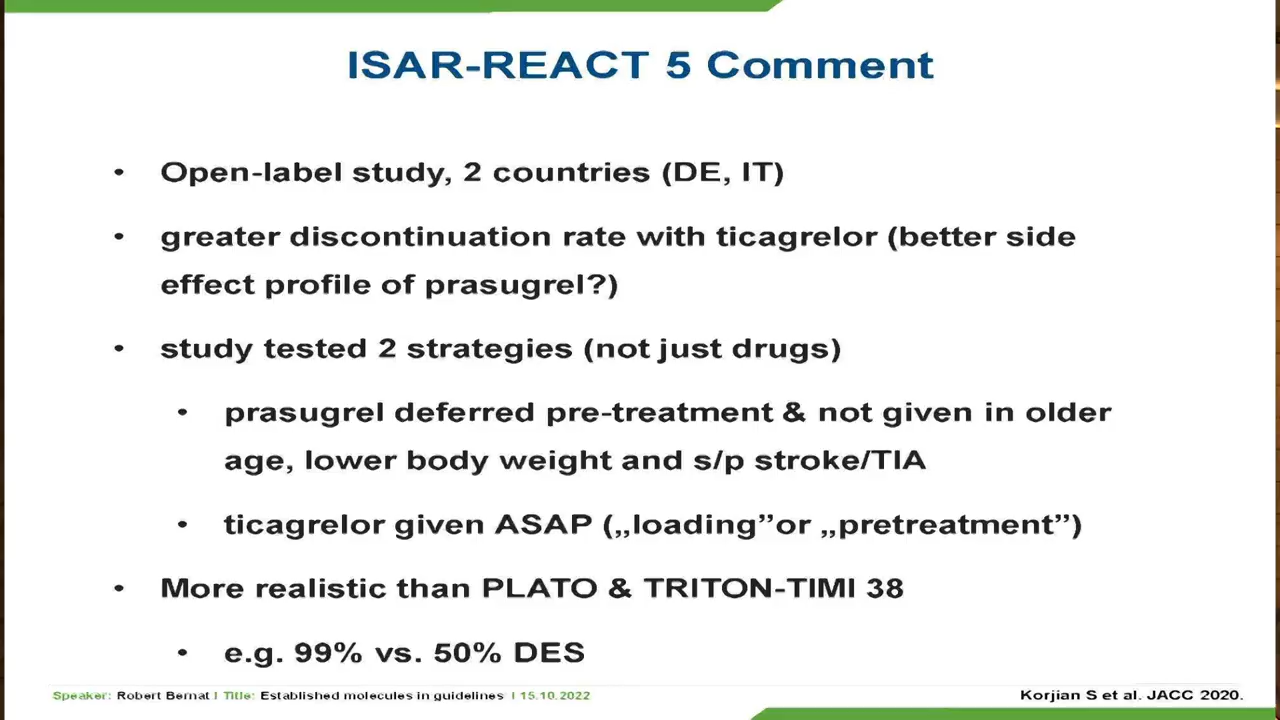 ISAR-REACT 5 Comment
• Open-label study, 2 countries (DE, IT)
• greater discontinuation rate with ticagrelor (better side
effect profile of prasugrel?)
• study tested 2 strategies (not just drugs)
• prasugrel deferred pre-treatment & not given in older
age, lower body weight and s/p stroke/TIA
• ticagrelor given ASAP („loading”or „pretreatment”)
• More realistic than PLATO & TRITON-TIMI 38
• e.g. 99% vs. 50% DES
Speaker: Robert Bernat I Title: Established molecules in guidelines I 15.10.2022
Korjian S et al. JACC 2020.